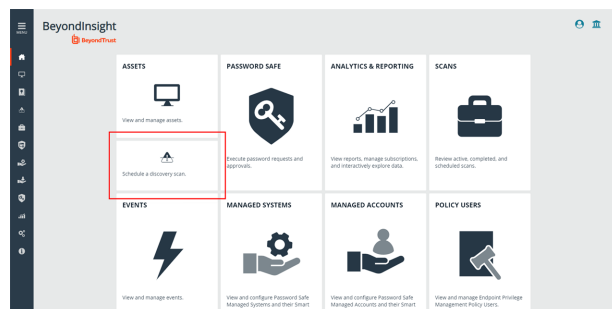 MENU
BeyondInsight
BeyondTrust
ASSETS
View and manage assets.
Schedule a discovery scan.
PASSWORD SAFE
Execute password requests and
approvals.
ANALYTICS & REPORTING
View reports, manage subscriptions,
and interactively explore data.
SCANS
Review active, completed, and
scheduled scans.
EVENTS
View and manage events.
MANAGED SYSTEMS
View and configure Password Safe
Managed Systems and their Smart
MANAGED ACCOUNTS
View and configure Password Safe
Managed Accounts and their Smart
POLICY USERS
View and manage Endpoint Privilege
Management Policy Users.